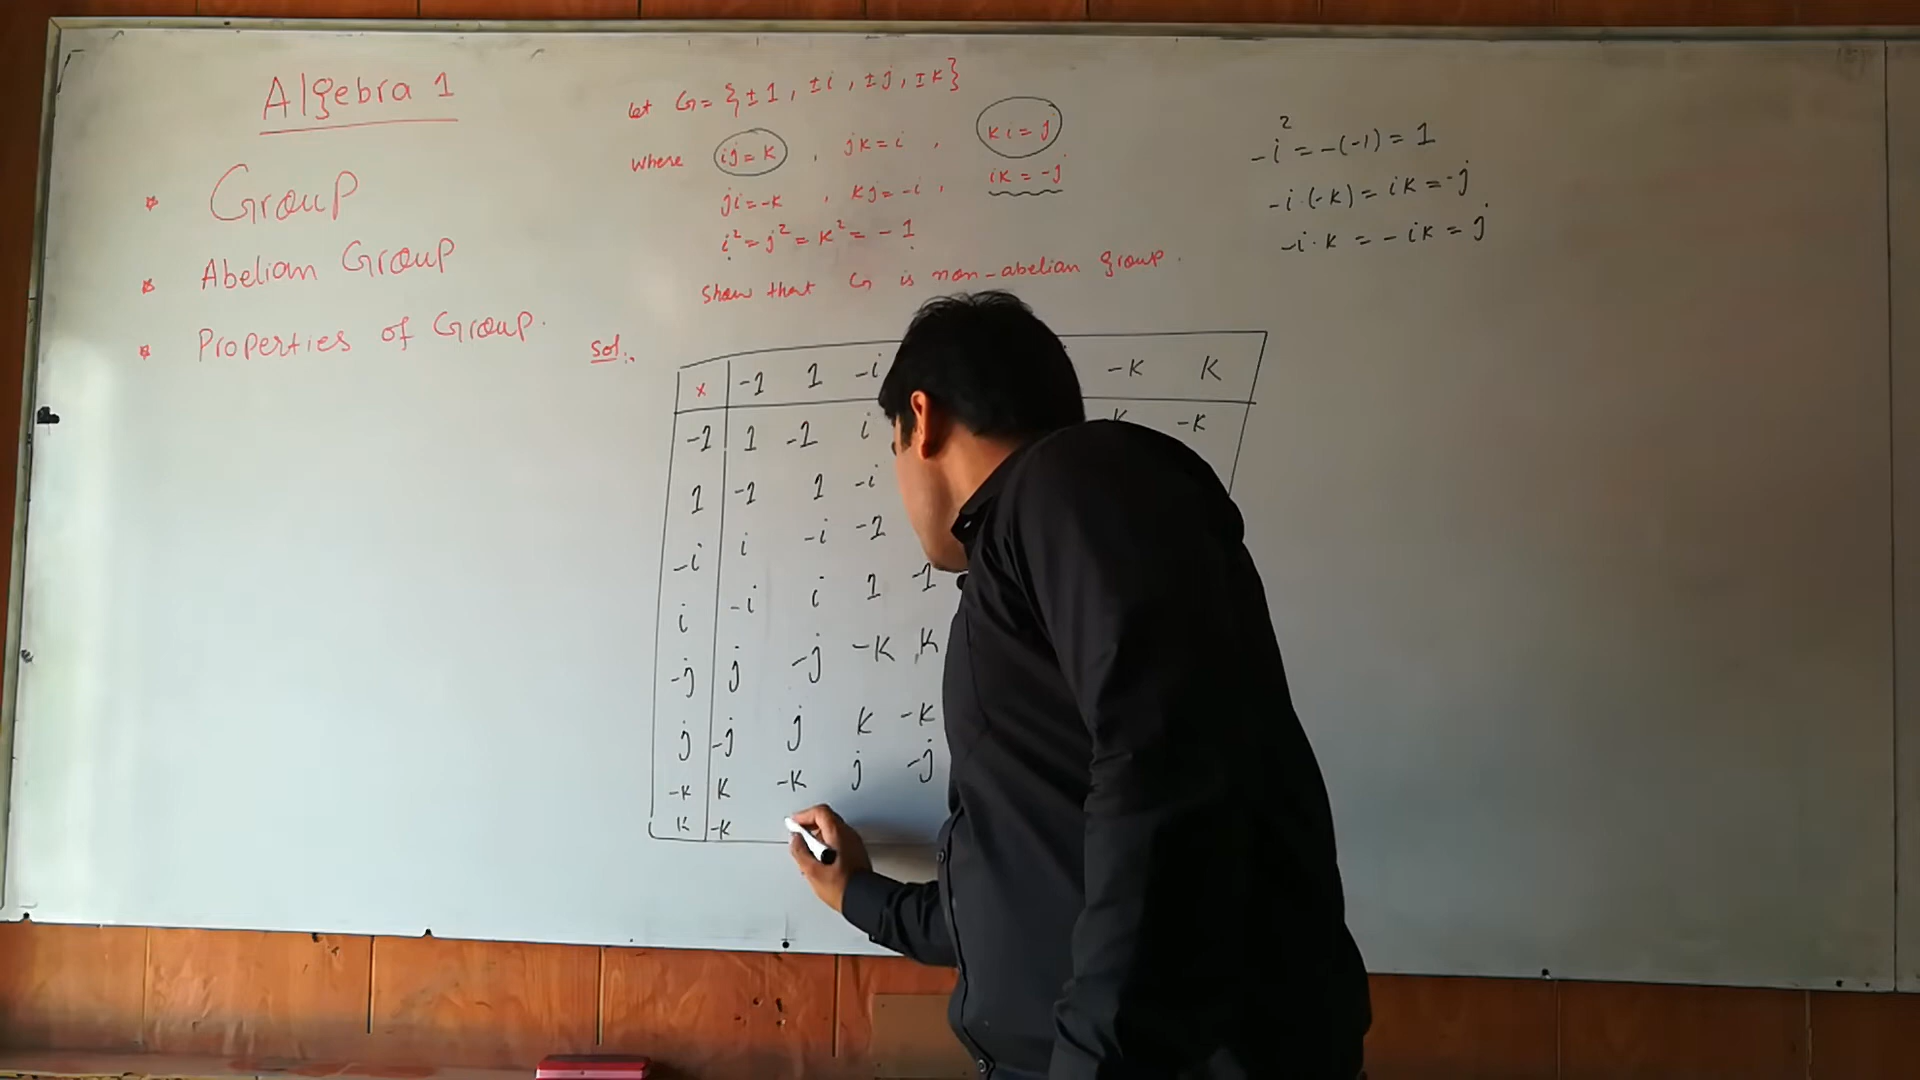 Algebra 1
* Group
* Abelian Group
* Properties of Group.
let G = {±1, ±i, ±j, ±k}
where ij = k, jk = i, ki = j
ji = -k, kj = -i, ik = -j
i² = j² = k² = -1
Show that G is non-abelian group.
Sol:.
× -1 1 -i -k k
-1 1 -1 i k -k
1 -1 1 -i
-i i -i -1
i -i i 1 -1
-j j -j -k k
j -j j k -k
-k k -k j -j
k -k
-i² = -(-1) = 1
-i·(-k) = ik = -j
-i·k = -ik = j